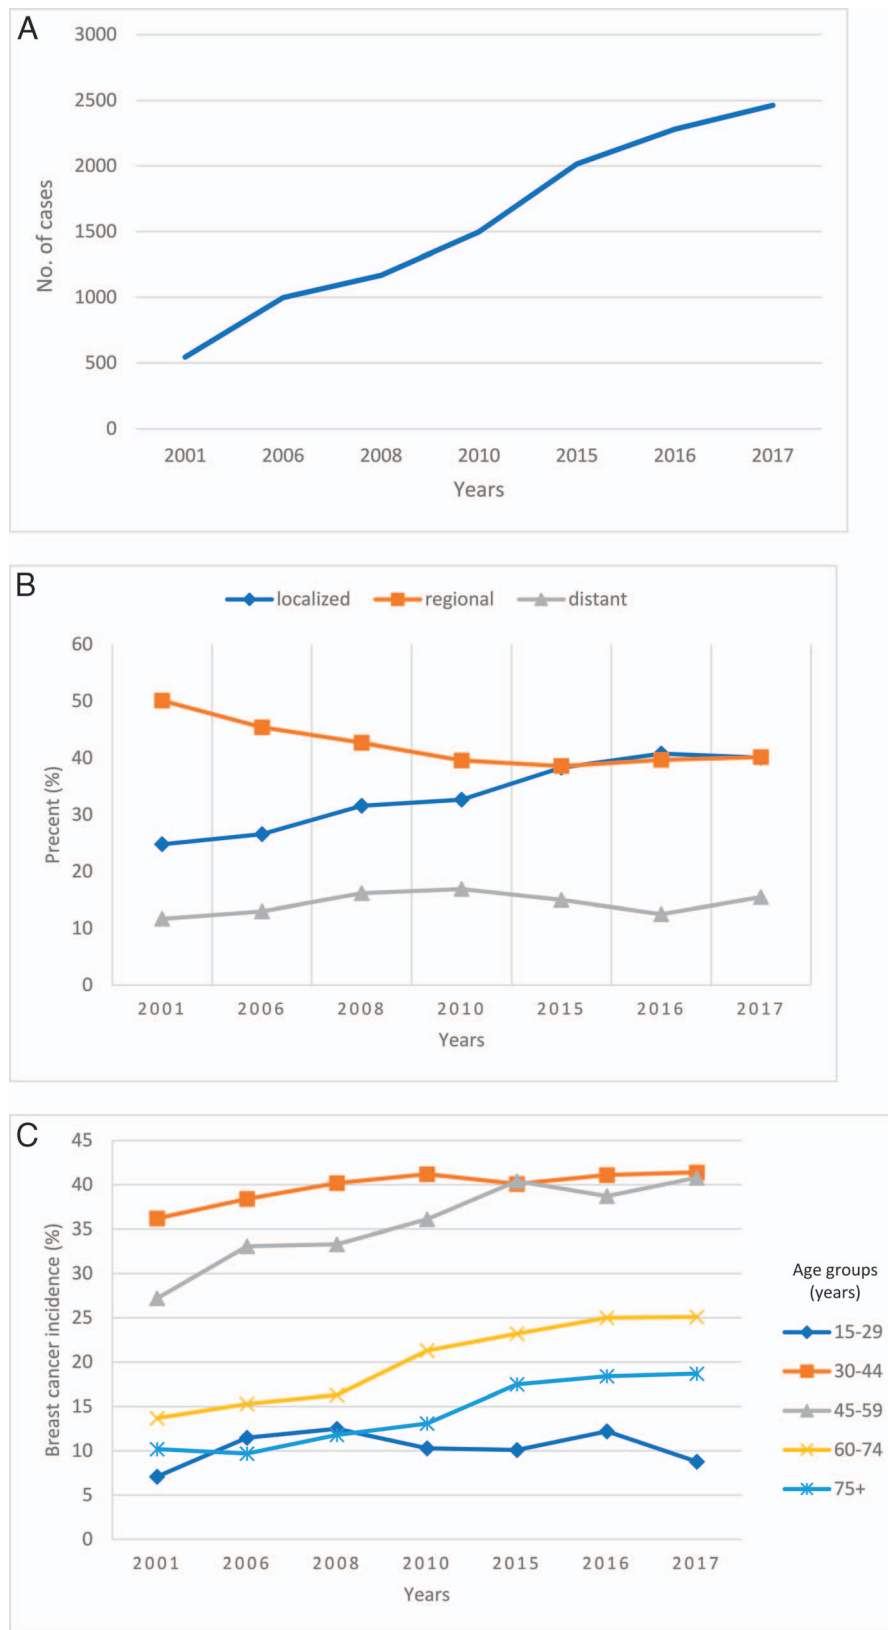 A
3000
2500
2000
1500
1000
500
0
No. of cases
2001 2006 2008 2010 2015 2016 2017
Years
B
localized regional distant
60
50
40
30
20
10
0
Precent (%)
2001 2006 2008 2010 2015 2016 2017
Years
C
45
40
35
30
25
20
15
10
5
0
Breast cancer incidence (%)
2001 2006 2008 2010 2015 2016 2017
Years
Age groups
(years)
15-29
30-44
45-59
60-74
75+